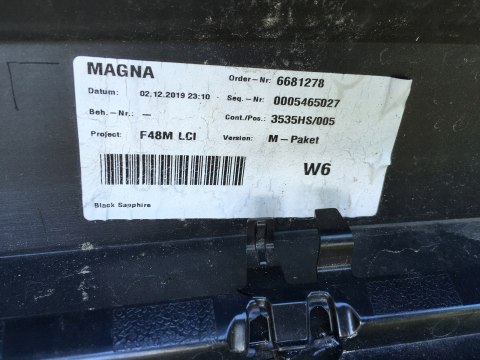 MAGNA Order-Nr: 6681278
Datum: 02.12.2019 23:10 Seq.-Nr: 0005465027
Beh.-Nr: — Cont./Pos.: 3535HS/005
Project: F48M LCI Version: M-Paket
W6
Black Sapphire